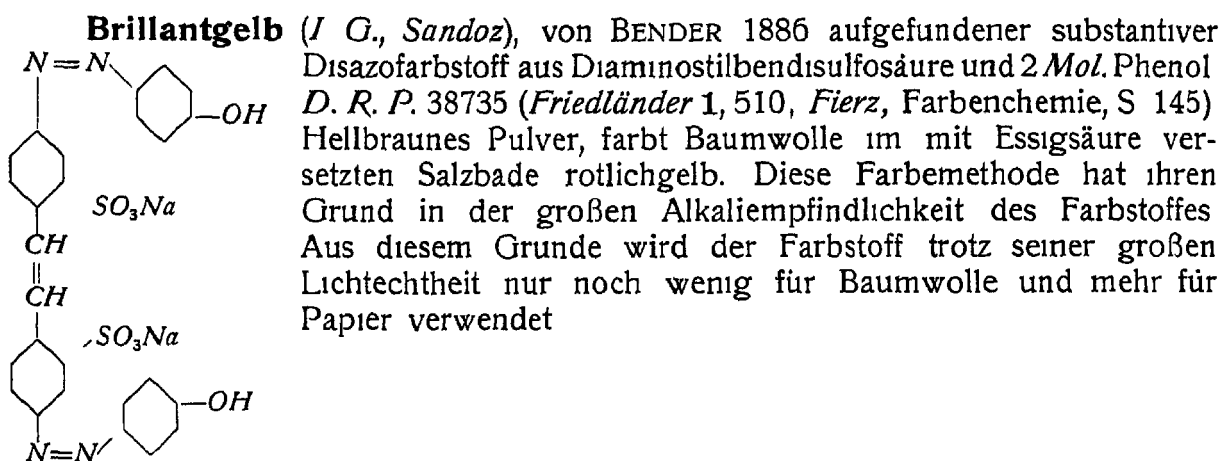 Brillantgelb (I G., Sandoz), von BENDER 1886 aufgefundener substantiver
Disazofarbstoff aus Diaminostilbendisulfosäure und 2 Mol. Phenol
D. R. P. 38735 (Friedländer 1, 510, Fierz, Farbenchemie, S 145)
Hellbraunes Pulver, farbt Baumwolle im mit Essigsäure ver-
setzten Salzbade rotlichgelb. Diese Farbemethode hat ihren
Grund in der großen Alkaliempfindlichkeit des Farbstoffes
Aus diesem Grunde wird der Farbstoff trotz seiner großen
Lichtechtheit nur noch wenig für Baumwolle und mehr für
Papier verwendet
N=N
—OH
SO₃Na
CH
||
CH
SO₃Na
—OH
N=N